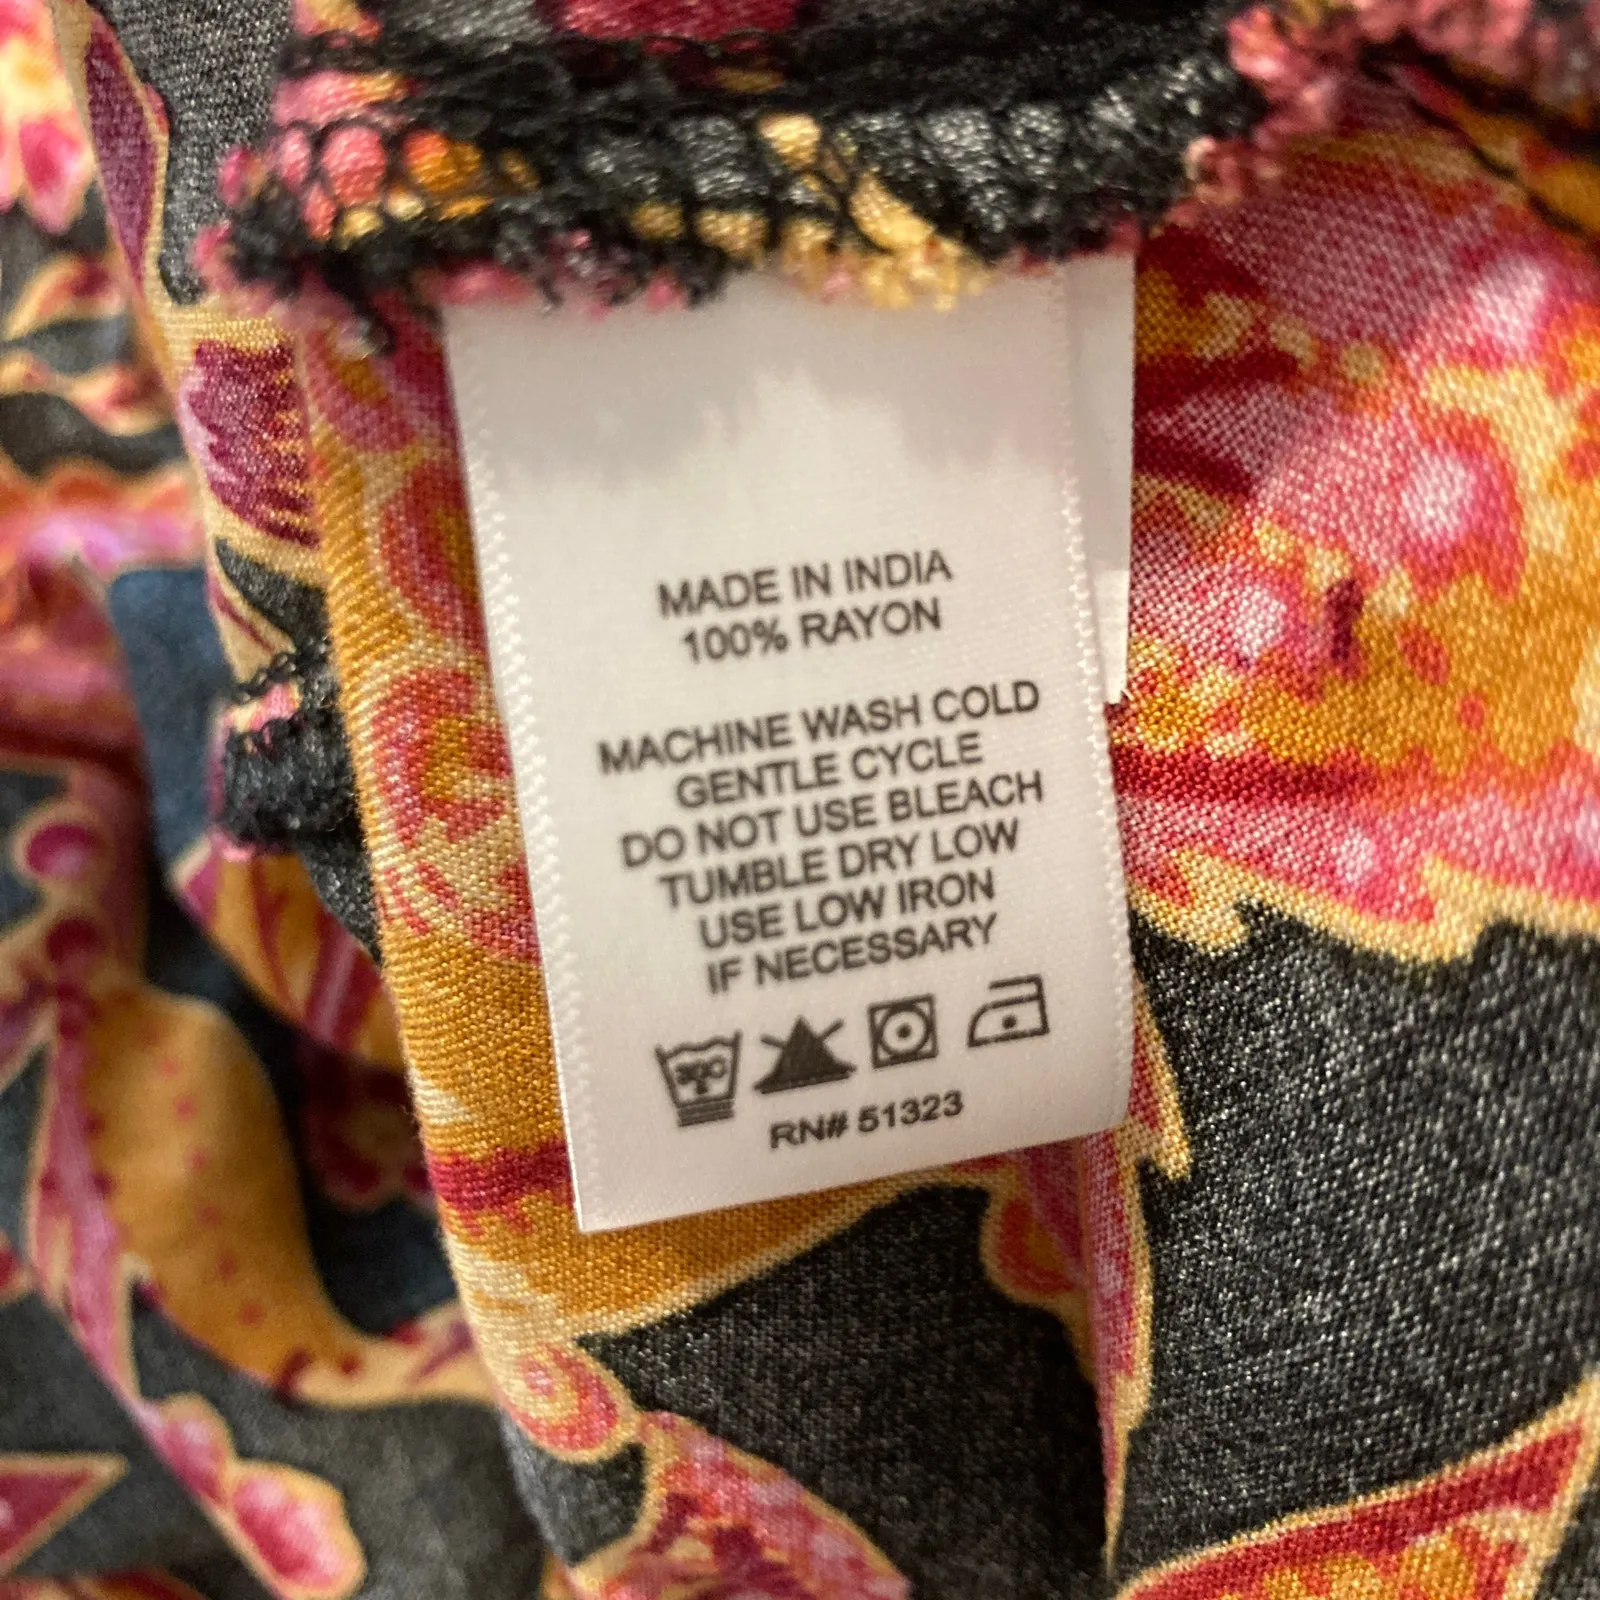 MADE IN INDIA
100% RAYON
MACHINE WASH COLD
GENTLE CYCLE
DO NOT USE BLEACH
TUMBLE DRY LOW
USE LOW IRON
IF NECESSARY
30C
RN# 51323